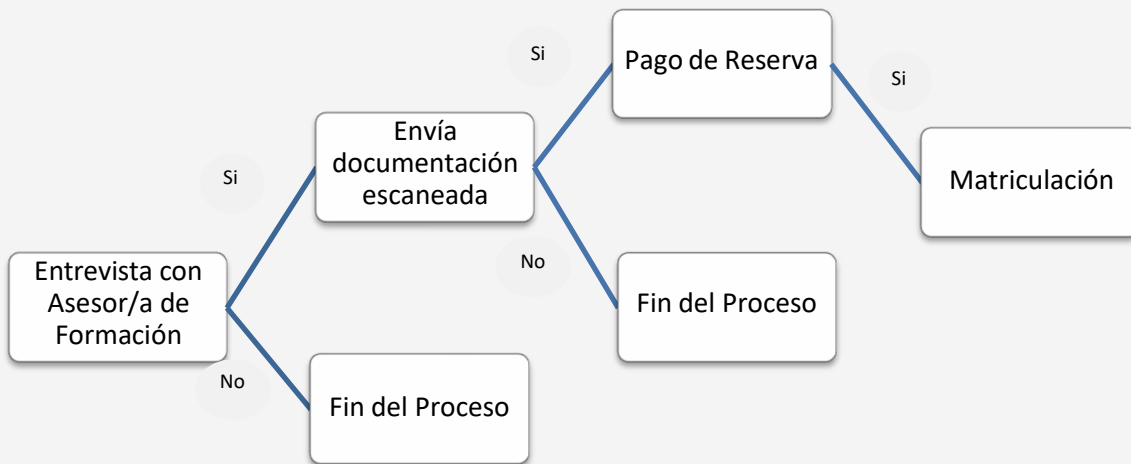 Si
Pago de Reserva
Si
Envía
documentación
escaneada
Si
Matriculación
No
Entrevista con
Asesor/a de
Formación
Fin del Proceso
No
Fin del Proceso